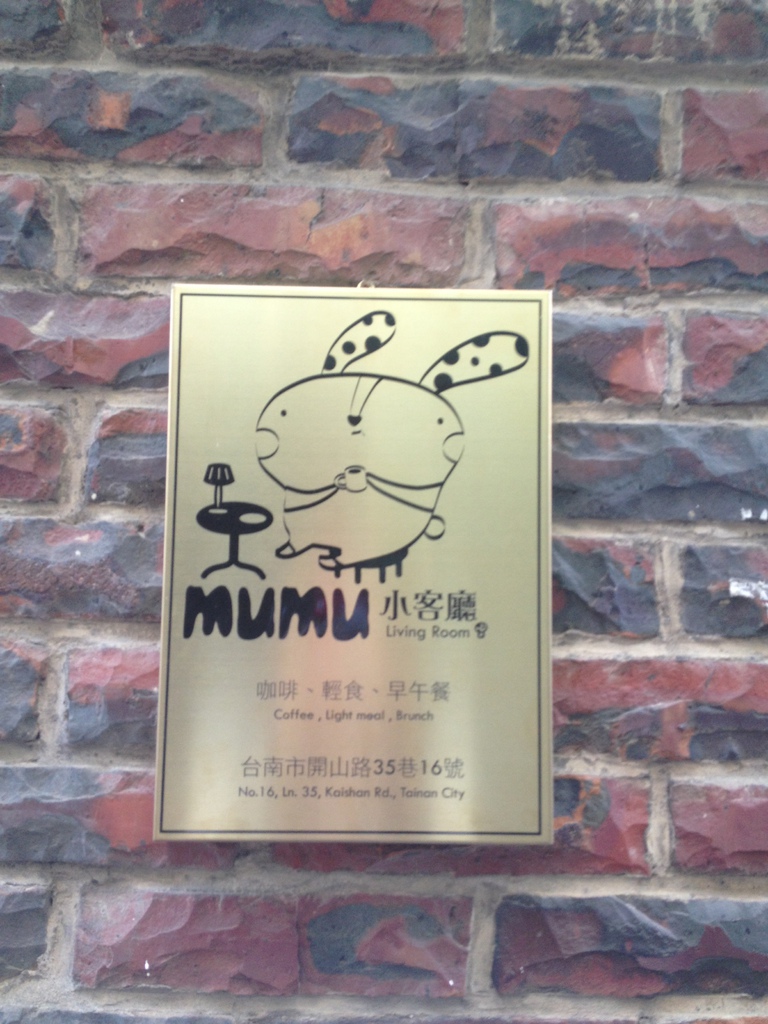 mumu 小客廳
Living Room
咖啡、輕食、早午餐
Coffee , Light meal , Brunch
台南市開山路35巷16號
No.16, Ln. 35, Kaishan Rd., Tainan City